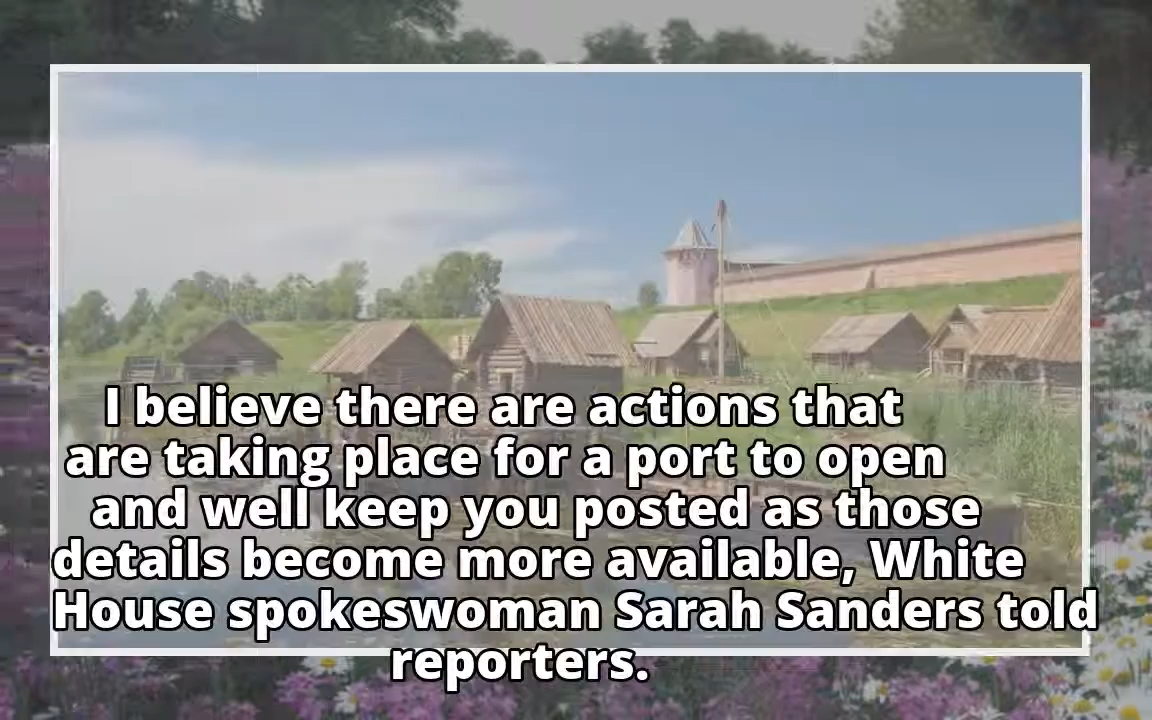 I believe there are actions that
are taking place for a port to open
and well keep you posted as those
details become more available, White
House spokeswoman Sarah Sanders told
reporters.